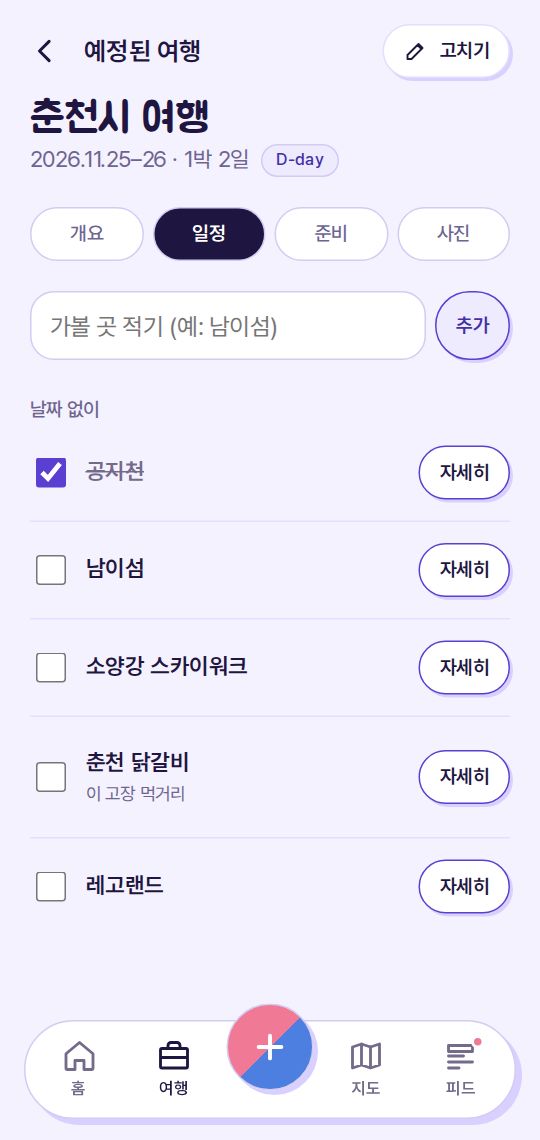 예정된 여행
고치기
춘천시 여행
2026.11.25–26 · 1박 2일
D-day
개요
일정
준비
사진
가볼 곳 적기 (예: 남이섬)
추가
날짜 없이
공지천
자세히
남이섬
자세히
소양강 스카이워크
자세히
춘천 닭갈비
이 고장 먹거리
자세히
레고랜드
자세히
홈
여행
지도
피드